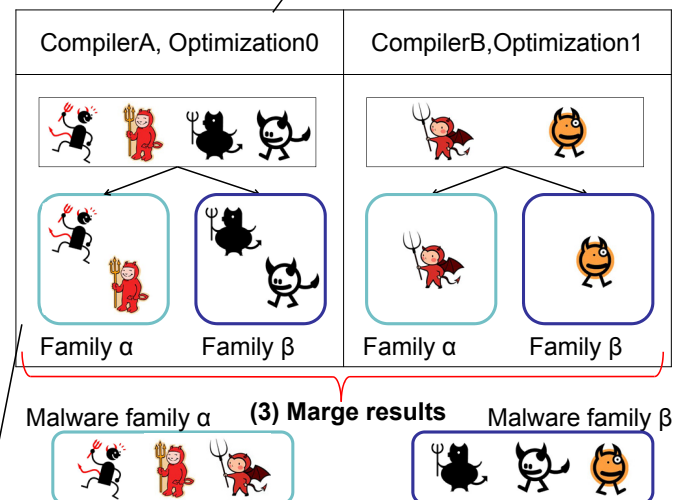 CompilerA, Optimization0
CompilerB,Optimization1
Family α
Family β
Family α
Family β
(3) Marge results
Malware family α
Malware family β